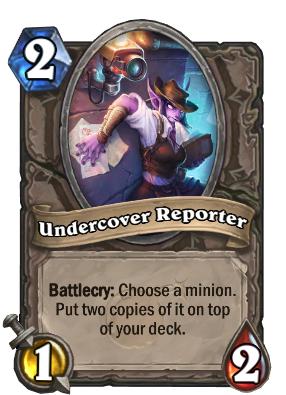 2
Undercover Reporter
Battlecry: Choose a minion.
Put two copies of it on top
of your deck.
1
2